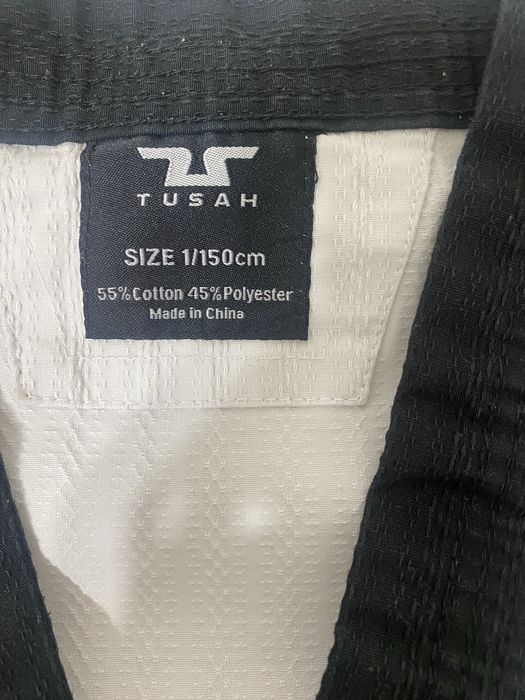 TUSAH
SIZE 1/150cm
55%Cotton 45%Polyester
Made in China